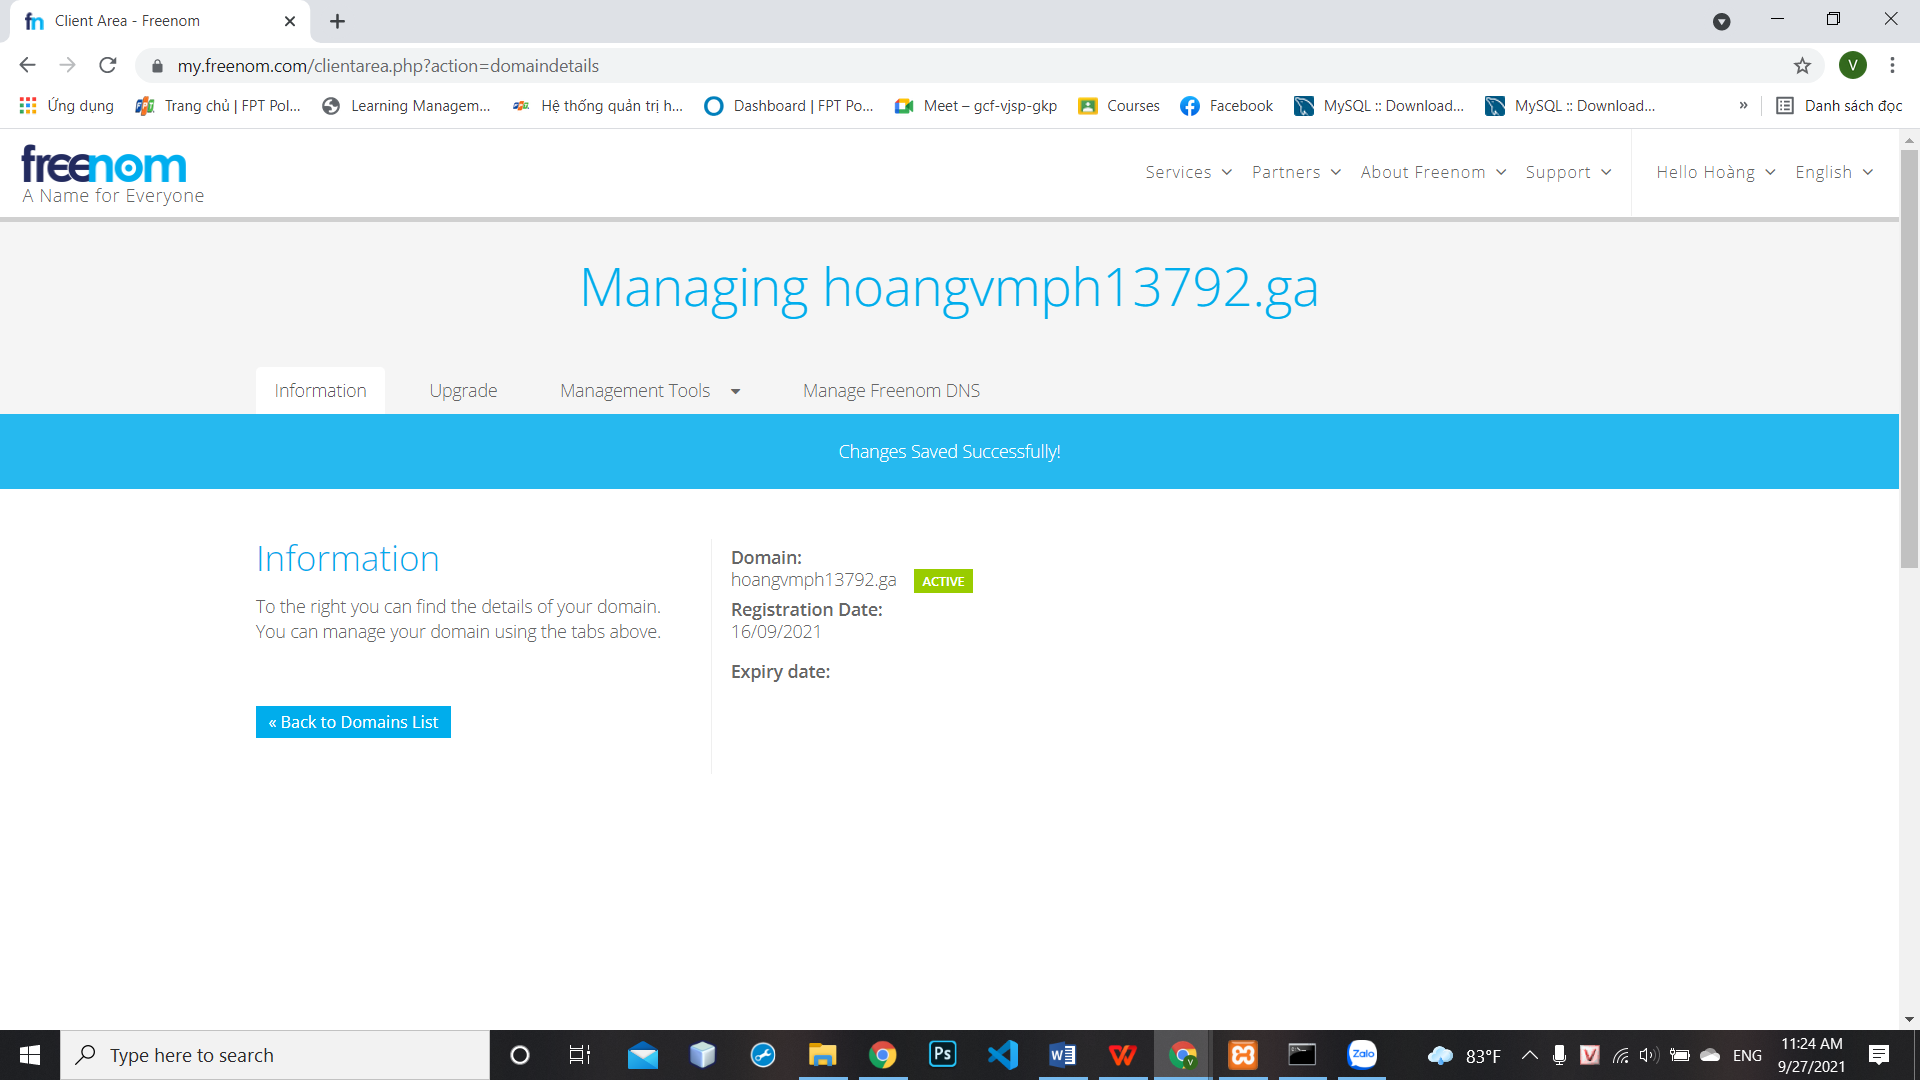 Client Area - Freenom
my.freenom.com/clientarea.php?action=domaindetails
Ứng dụng
Trang chủ | FPT Pol...
Learning Managem...
Hệ thống quản trị h...
Dashboard | FPT Po...
Meet – gcf-vjsp-gkp
Courses
Facebook
MySQL :: Download...
MySQL :: Download...
»
Danh sách đọc
V
freenom
A Name for Everyone
Services
Partners
About Freenom
Support
Hello Hoàng
English
Managing hoangvmph13792.ga
Information
Upgrade
Management Tools
Manage Freenom DNS
Changes Saved Successfully!
Information
To the right you can find the details of your domain.
You can manage your domain using the tabs above.
« Back to Domains List
Domain:
hoangvmph13792.ga ACTIVE
Registration Date:
16/09/2021
Expiry date:
Type here to search
Ps
Zalo
83°F
ENG
11:24 AM
9/27/2021